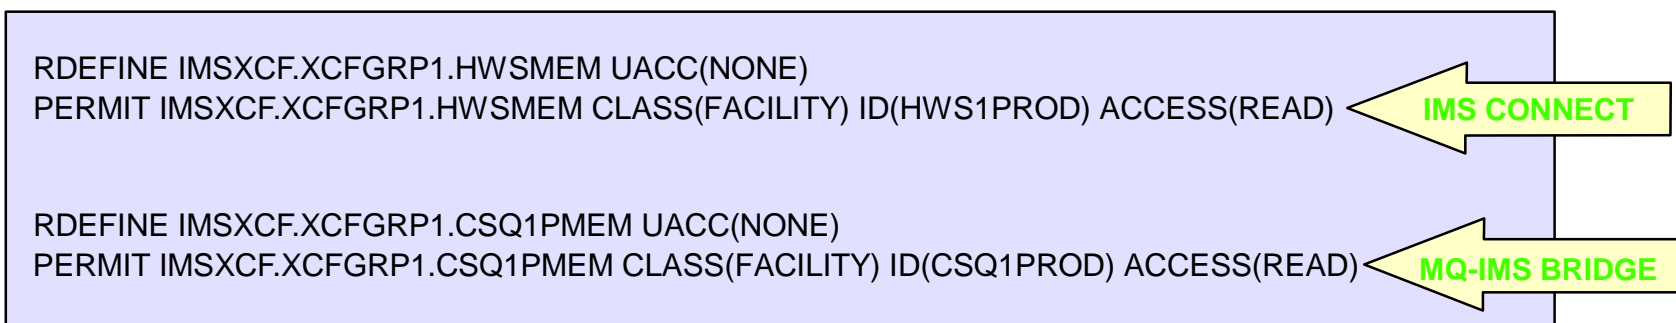 RDEFINE IMSXCF.XCFGRP1.HWSMEM UACC(NONE)
PERMIT IMSXCF.XCFGRP1.HWSMEM CLASS(FACILITY) ID(HWS1PROD) ACCESS(READ)
IMS CONNECT
RDEFINE IMSXCF.XCFGRP1.CSQ1PMEM UACC(NONE)
PERMIT IMSXCF.XCFGRP1.CSQ1PMEM CLASS(FACILITY) ID(CSQ1PROD) ACCESS(READ)
MQ-IMS BRIDGE